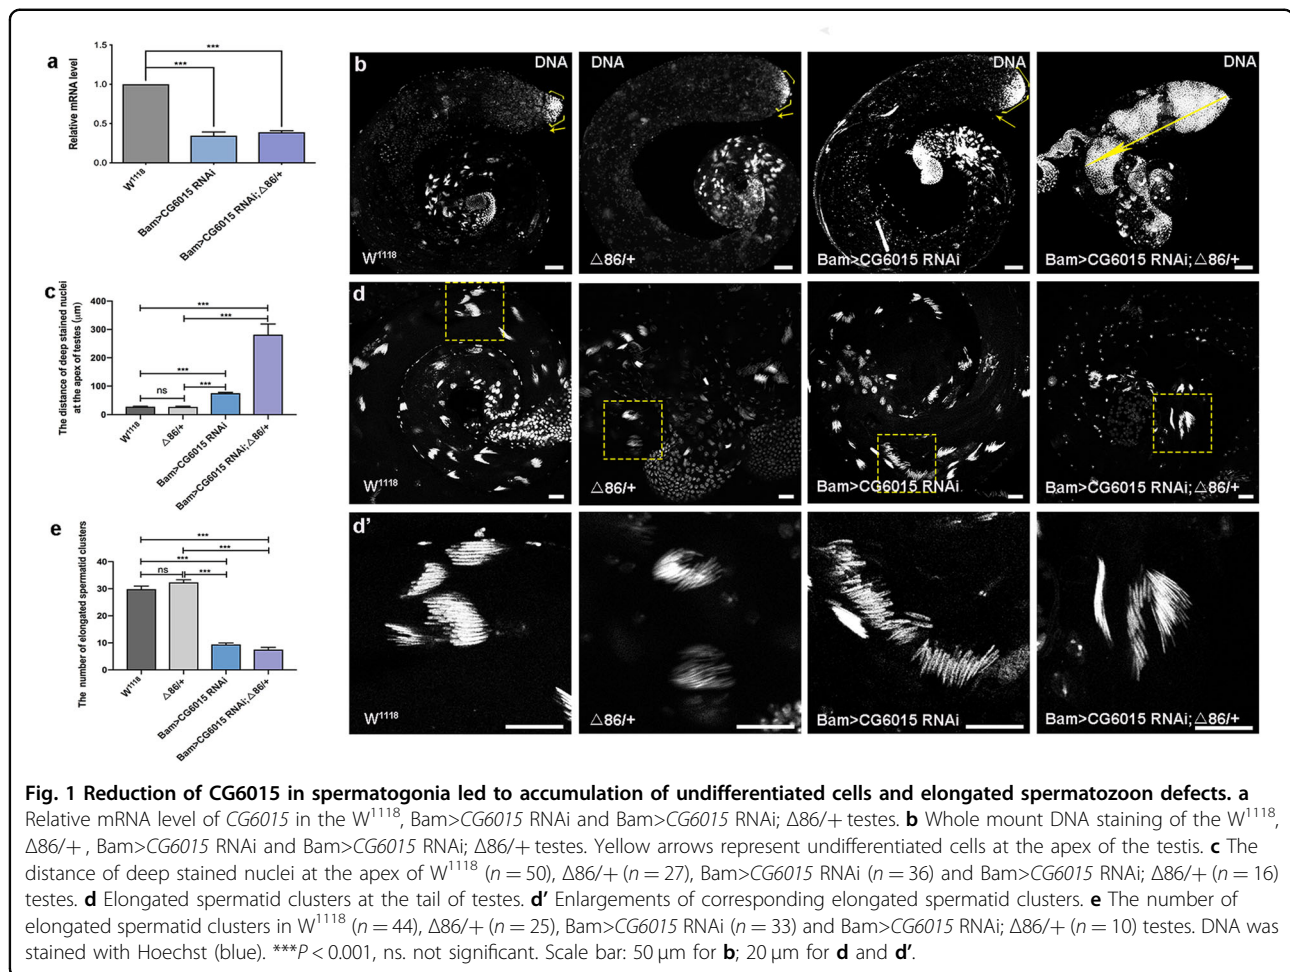 a
Relative mRNA level
1.5
1.0
0.5
0.0
***
***
W1118
Bam>CG6015 RNAi
Bam>CG6015 RNAi;△86/+
b
DNA
W1118
DNA
△86/+
DNA
Bam>CG6015 RNAi
DNA
Bam>CG6015 RNAi;△86/+
c
The distance of deep stained nuclei
at the apex of testes (μm)
400
300
200
100
0
***
***
***
ns
***
W1118
△86/+
Bam>CG6015 RNAi
Bam>CG6015 RNAi;△86/+
d
W1118
△86/+
Bam>CG6015 RNAi
Bam>CG6015 RNAi;△86/+
e
The number of elongated spermatid clusters
40
30
20
10
0
***
***
***
ns
***
W1118
△86/+
Bam>CG6015 RNAi
Bam>CG6015 RNAi;△86/+
d'
W1118
△86/+
Bam>CG6015 RNAi
Bam>CG6015 RNAi;△86/+
Fig. 1 Reduction of CG6015 in spermatogonia led to accumulation of undifferentiated cells and elongated spermatozoon defects. a
Relative mRNA level of CG6015 in the W1118, Bam>CG6015 RNAi and Bam>CG6015 RNAi; Δ86/+ testes. b Whole mount DNA staining of the W1118,
Δ86/+ , Bam>CG6015 RNAi and Bam>CG6015 RNAi; Δ86/+ testes. Yellow arrows represent undifferentiated cells at the apex of the testis. c The
distance of deep stained nuclei at the apex of W1118 (n = 50), Δ86/+ (n = 27), Bam>CG6015 RNAi (n = 36) and Bam>CG6015 RNAi; Δ86/+ (n = 16)
testes. d Elongated spermatid clusters at the tail of testes. d′ Enlargements of corresponding elongated spermatid clusters. e The number of
elongated spermatid clusters in W1118 (n = 44), Δ86/+ (n = 25), Bam>CG6015 RNAi (n = 33) and Bam>CG6015 RNAi; Δ86/+ (n = 10) testes. DNA was
stained with Hoechst (blue). ***P < 0.001, ns. not significant. Scale bar: 50 μm for b; 20 μm for d and d′.